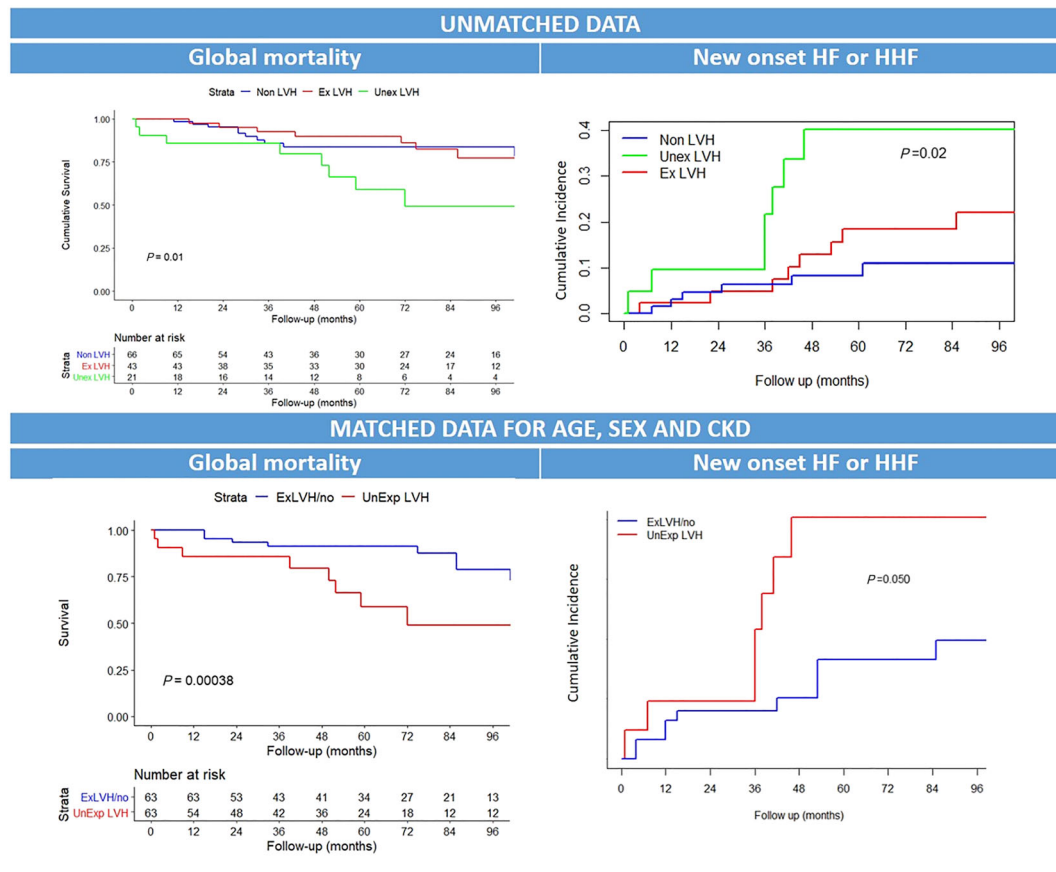 UNMATCHED DATA
Global mortality
New onset HF or HHF
Strata Non LVH Ex LVH Unex LVH
Cumulative Survival
1.00
0.75
0.50
0.25
0.00
P = 0.01
0 12 24 36 48 60 72 84 96
Follow-up (months)
Number at risk
Strata
Non LVH 66 65 54 43 36 30 27 24 16
Ex LVH 43 43 38 35 33 30 24 17 12
Unex LVH 21 18 16 14 12 8 6 4 4
0 12 24 36 48 60 72 84 96
Follow-up (months)
Non LVH
Unex LVH
Ex LVH
P=0.02
Cumulative Incidence
0.4
0.3
0.2
0.1
0.0
0 12 24 36 48 60 72 84 96
Follow up (months)
MATCHED DATA FOR AGE, SEX AND CKD
Global mortality
New onset HF or HHF
Strata ExLVH/no UnExp LVH
Survival
1.00
0.75
0.50
0.25
0.00
P = 0.00038
0 12 24 36 48 60 72 84 96
Follow-up (months)
Number at risk
Strata
ExLVH/no 63 63 53 43 41 34 27 21 13
UnExp LVH 63 54 48 42 36 24 18 12 12
0 12 24 36 48 60 72 84 96
Follow-up (months)
ExLVH/no
UnExp LVH
P=0.050
Cumulative Incidence
0 12 24 36 48 60 72 84 96
Follow up (months)